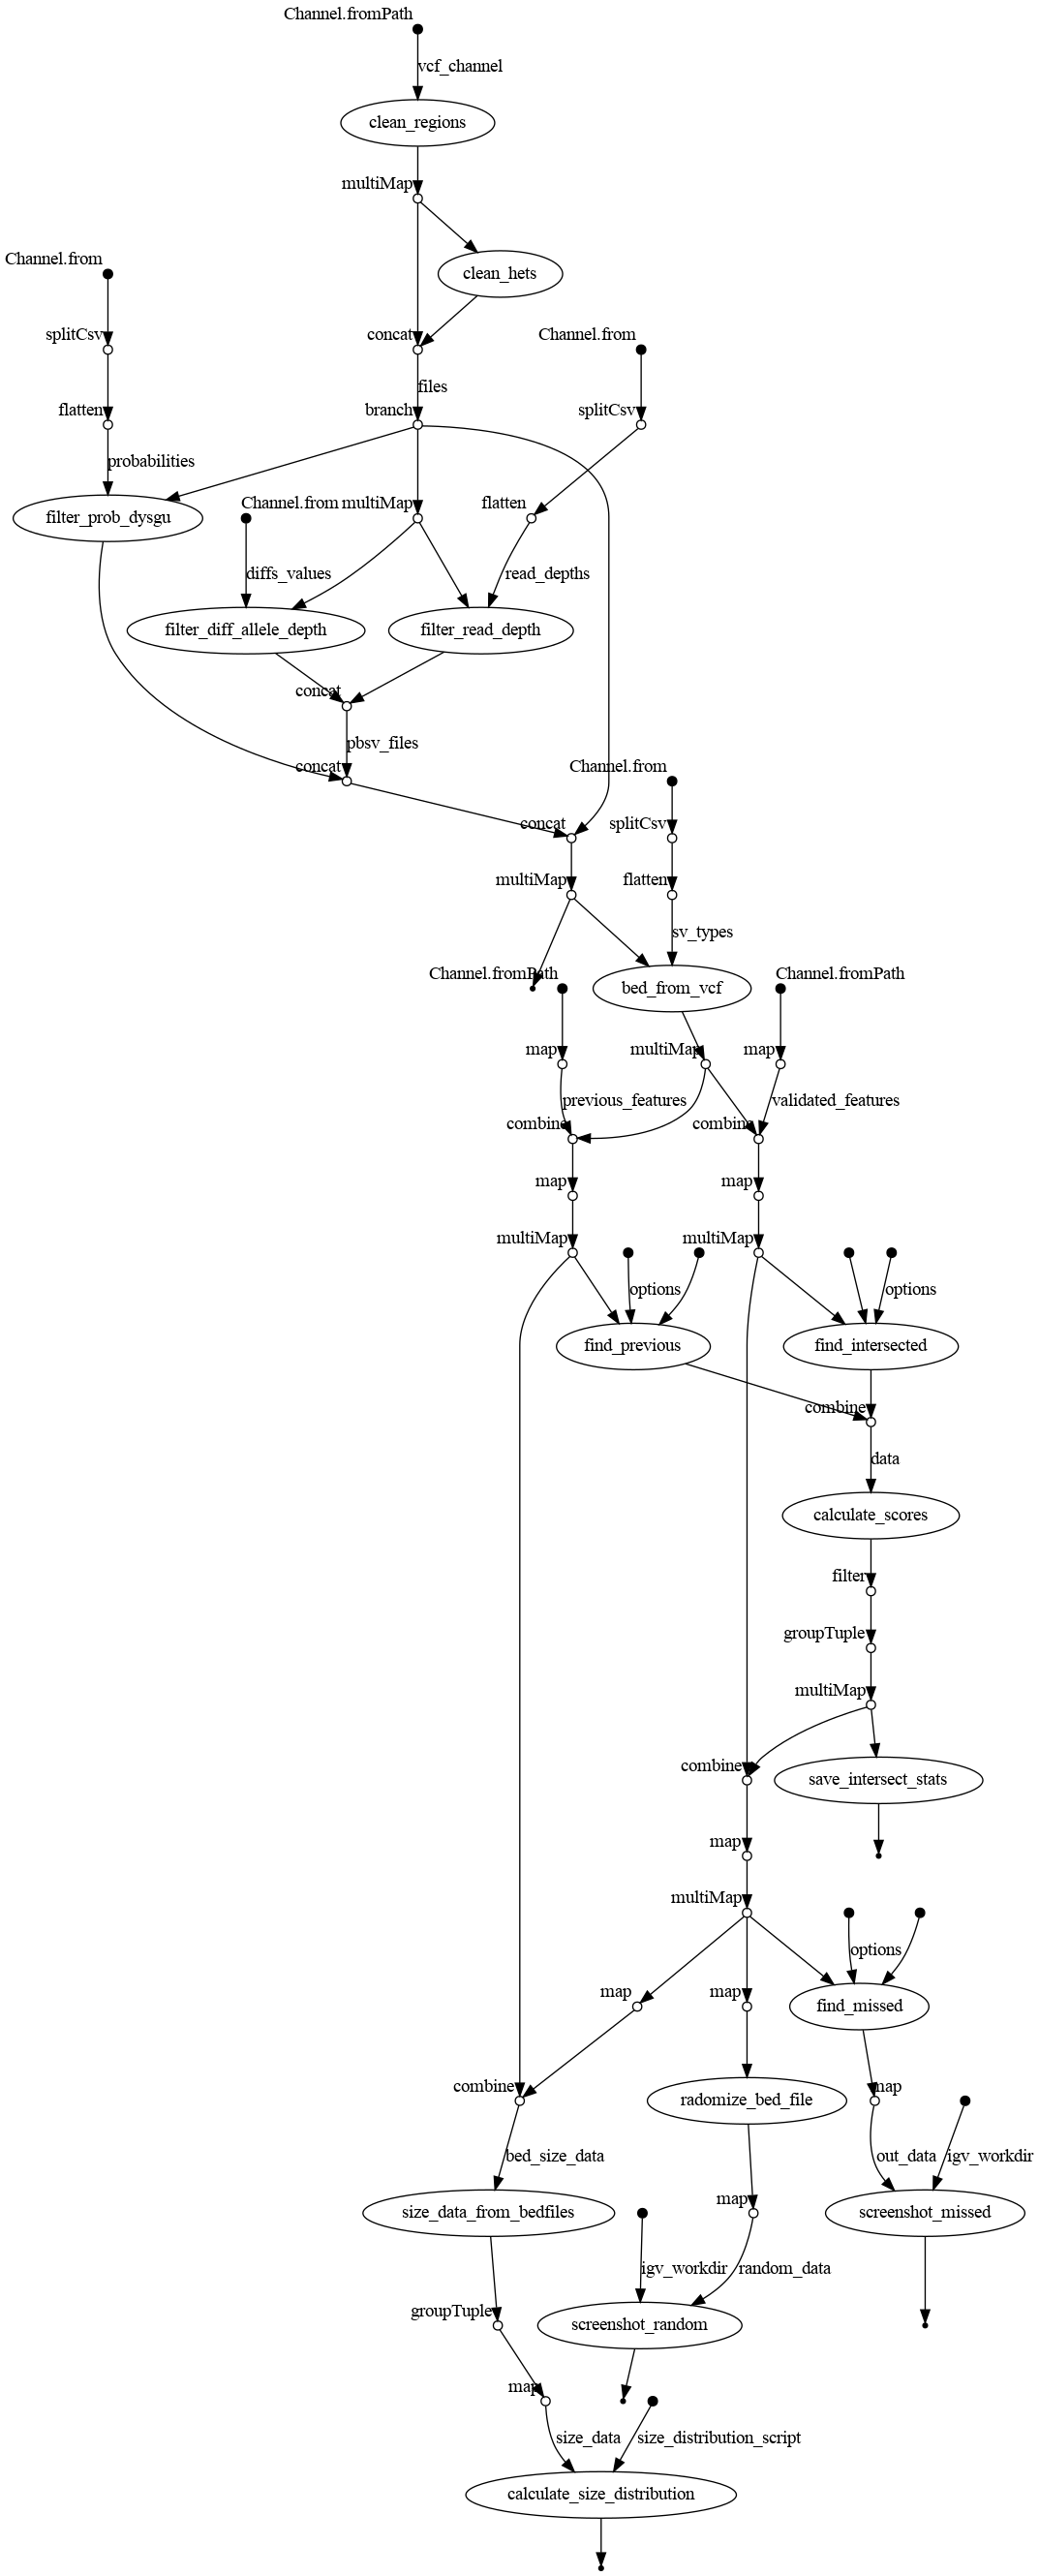 Channel.fromPath
vcf_channel
clean_regions
multiMap
Channel.from
clean_hets
splitCsv
concat
Channel.from
files
flatten
branch
splitCsv
probabilities
filter_prob_dysgu
Channel.from
multiMap
flatten
diffs_values
read_depths
filter_diff_allele_depth
filter_read_depth
concat
pbsv_files
concat
Channel.from
concat
splitCsv
multiMap
flatten
sv_types
Channel.fromPath
bed_from_vcf
Channel.fromPath
map
multiMap
map
previous_features
validated_features
combine
combine
map
map
multiMap
multiMap
options
options
find_previous
find_intersected
combine
data
calculate_scores
filter
groupTuple
multiMap
combine
save_intersect_stats
map
multiMap
options
map
map
find_missed
combine
radomize_bed_file
map
bed_size_data
out_data
igv_workdir
size_data_from_bedfiles
map
screenshot_missed
igv_workdir
random_data
groupTuple
screenshot_random
map
size_data
size_distribution_script
calculate_size_distribution